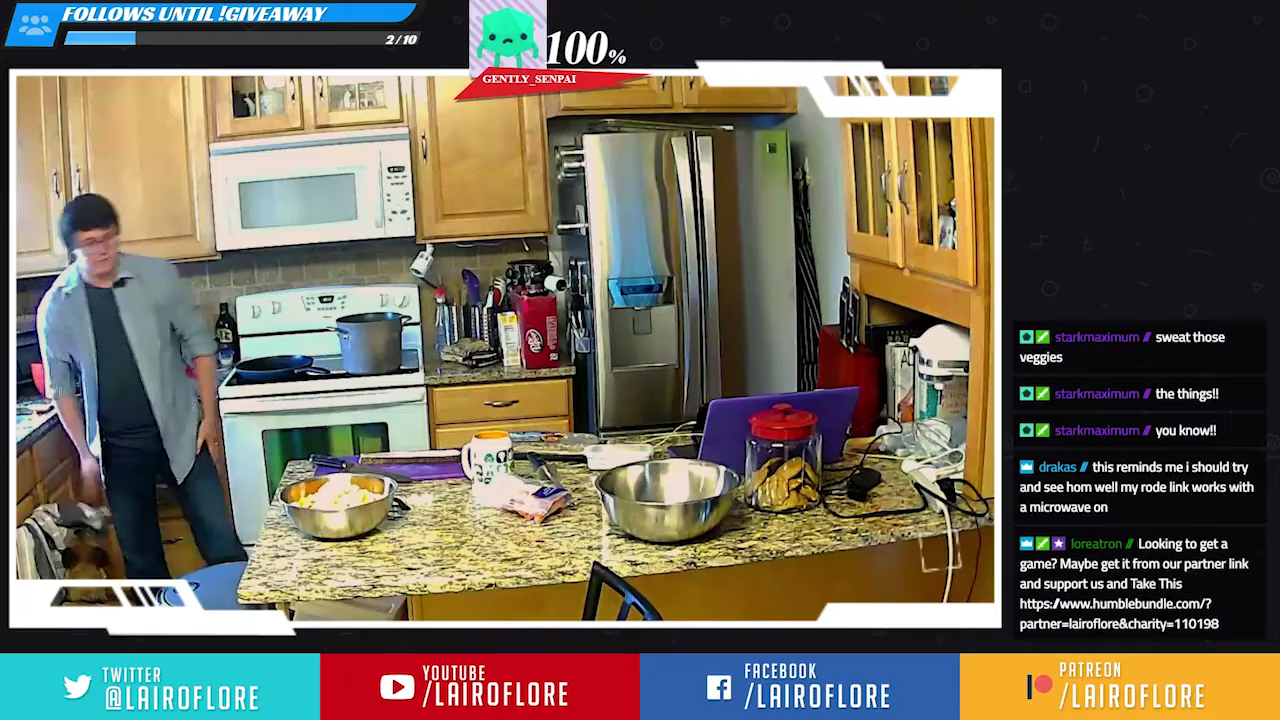 FOLLOWS UNTIL !GIVEAWAY
2/10
100%
GENTLY_SENPAI
starkmaximum // sweat those
veggies
starkmaximum // the things!!
starkmaximum // you know!!
drakas // this reminds me i should try
and see hom well my rode link works with
a microwave on
loreatron // Looking to get a
game? Maybe get it from our partner link
and support us and Take This
https://www.humblebundle.com/?
partner=lairoflore&charity=110198
TWITTER
@LAIROFLORE
YOUTUBE
/LAIROFLORE
FACEBOOK
/LAIROFLORE
PATREON
/LAIROFLORE